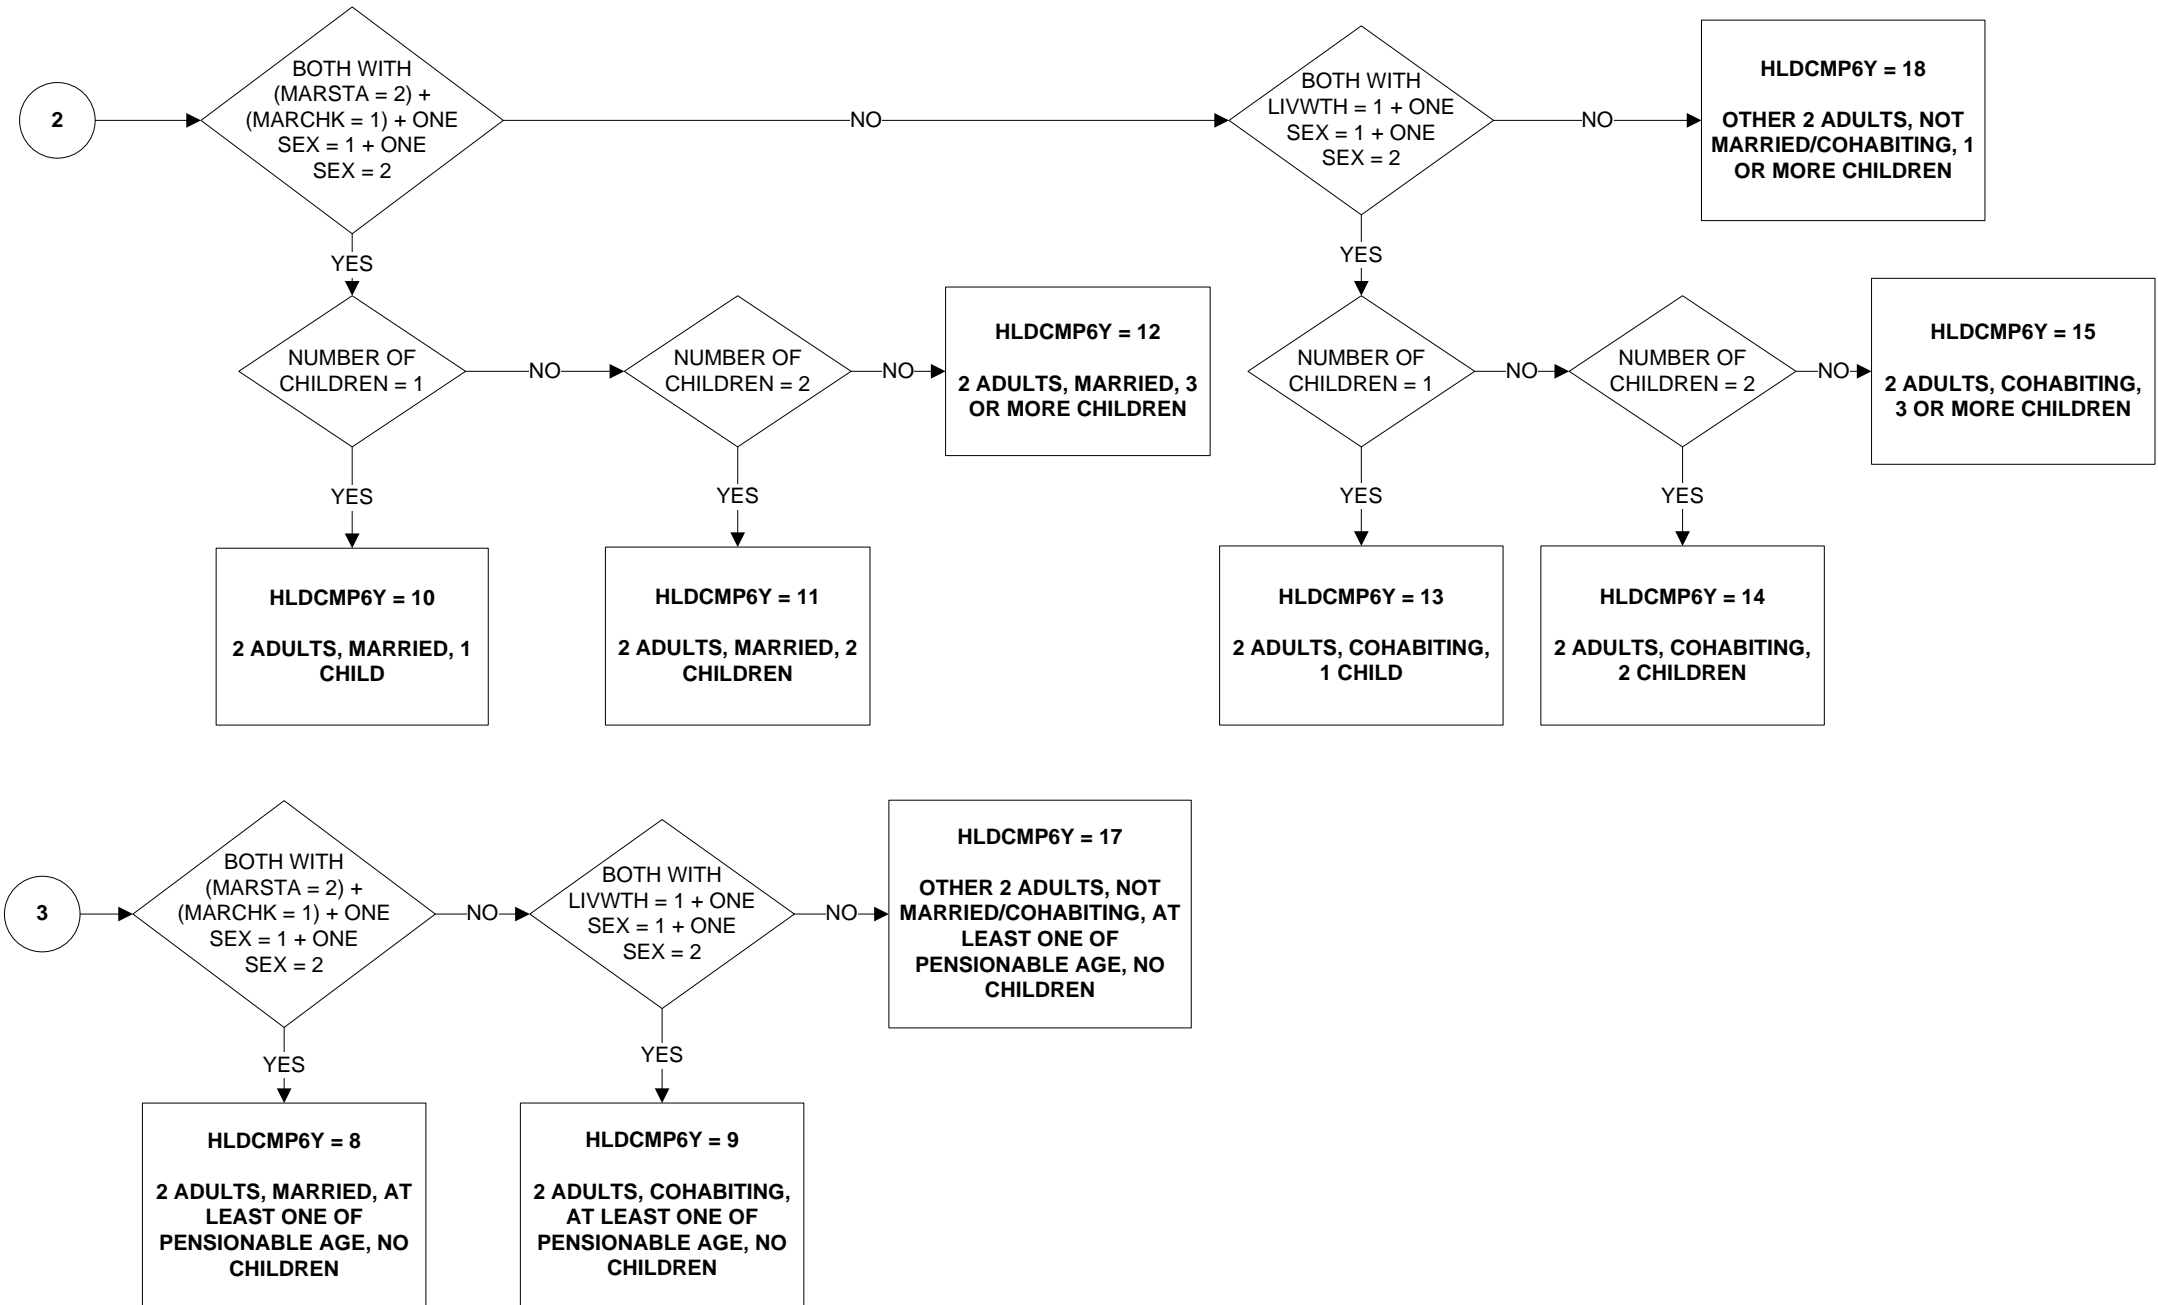 2
BOTH WITH
(MARSTA = 2) +
(MARCHK = 1) + ONE
SEX = 1 + ONE
SEX = 2
NO
BOTH WITH
LIVWTH = 1 + ONE
SEX = 1 + ONE
SEX = 2
NO
HLDCMP6Y = 18
OTHER 2 ADULTS, NOT
MARRIED/COHABITING, 1
OR MORE CHILDREN
YES
YES
NUMBER OF
CHILDREN = 1
NO
NUMBER OF
CHILDREN = 2
NO
HLDCMP6Y = 12
2 ADULTS, MARRIED, 3
OR MORE CHILDREN
NUMBER OF
CHILDREN = 1
NO
NUMBER OF
CHILDREN = 2
NO
HLDCMP6Y = 15
2 ADULTS, COHABITING,
3 OR MORE CHILDREN
YES
YES
YES
YES
HLDCMP6Y = 10
2 ADULTS, MARRIED, 1
CHILD
HLDCMP6Y = 11
2 ADULTS, MARRIED, 2
CHILDREN
HLDCMP6Y = 13
2 ADULTS, COHABITING,
1 CHILD
HLDCMP6Y = 14
2 ADULTS, COHABITING,
2 CHILDREN
3
BOTH WITH
(MARSTA = 2) +
(MARCHK = 1) + ONE
SEX = 1 + ONE
SEX = 2
NO
BOTH WITH
LIVWTH = 1 + ONE
SEX = 1 + ONE
SEX = 2
NO
HLDCMP6Y = 17
OTHER 2 ADULTS, NOT
MARRIED/COHABITING, AT
LEAST ONE OF
PENSIONABLE AGE, NO
CHILDREN
YES
YES
HLDCMP6Y = 8
2 ADULTS, MARRIED, AT
LEAST ONE OF
PENSIONABLE AGE, NO
CHILDREN
HLDCMP6Y = 9
2 ADULTS, COHABITING,
AT LEAST ONE OF
PENSIONABLE AGE, NO
CHILDREN